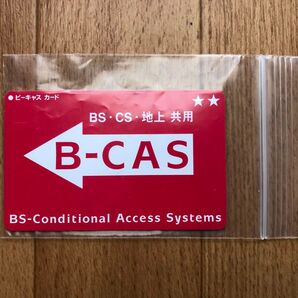 ● ビーキャス カード
★★
BS・CS・地上 共用
B-CAS
BS-Conditional Access Systems